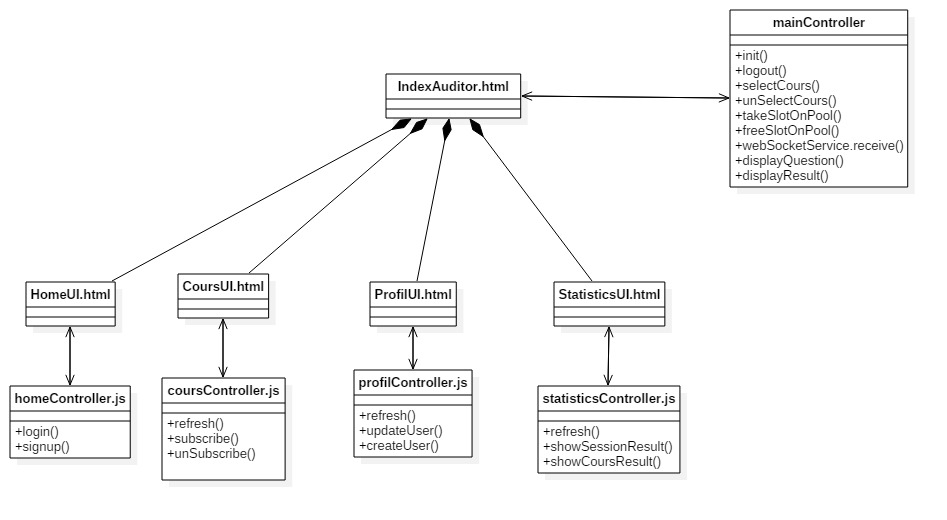 mainController
+init()
+logout()
+selectCours()
+unSelectCours()
+takeSlotOnPool()
+freeSlotOnPool()
+webSocketService.receive()
+displayQuestion()
+displayResult()
IndexAuditor.html
HomeUI.html
CoursUI.html
ProfilUI.html
StatisticsUI.html
homeController.js
+login()
+signup()
coursController.js
+refresh()
+subscribe()
+unSubscribe()
profilController.js
+refresh()
+updateUser()
+createUser()
statisticsController.js
+refresh()
+showSessionResult()
+showCoursResult()